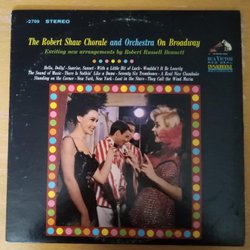 -2799 STEREO
The Robert Shaw Chorale and Orchestra On Broadway
Exciting new arrangements by Robert Russell Bennett
Hello, Dolly! · Sunrise, Sunset · With a Little Bit of Luck · Wouldn't It Be Loverly
The Sound of Music · There Is Nothin' Like a Dame · Seventy Six Trombones · A Real Nice Clambake
Standing on the Corner · New York, New York · Lost in the Stars · They Call the Wind Maria
RCA VICTOR
DYNAGROOVE